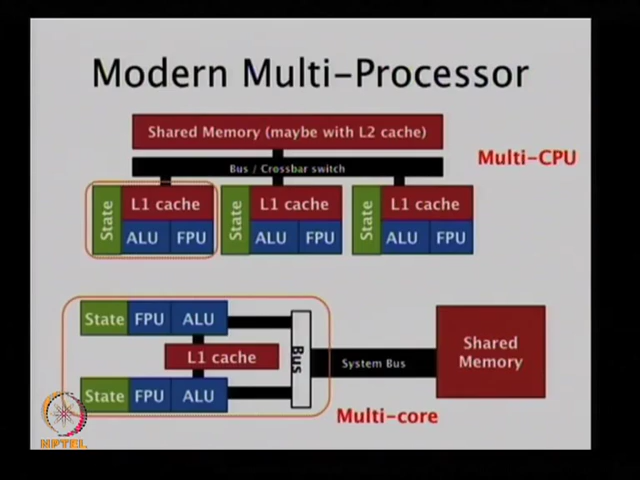 Modern Multi-Processor
Shared Memory (maybe with L2 cache)
Bus / Crossbar switch
Multi-CPU
State
L1 cache
ALU
FPU
State
L1 cache
ALU
FPU
State
L1 cache
ALU
FPU
State
FPU
ALU
L1 cache
State
FPU
ALU
Bus
System Bus
Shared
Memory
Multi-core
NPTEL